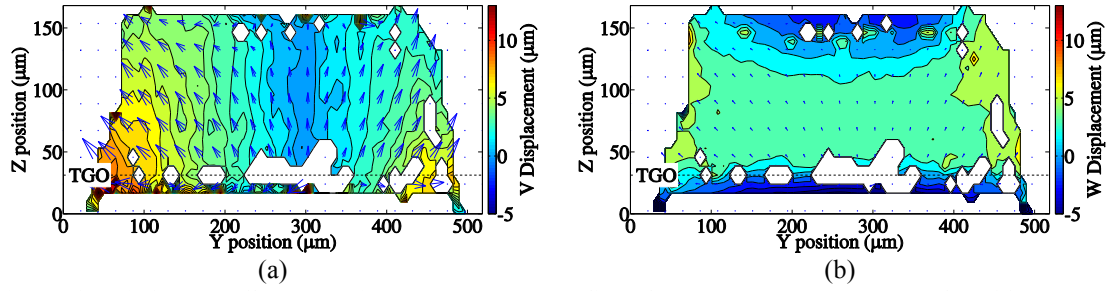 Z position (μm)
150
100
50
0
TGO
0 100 200 300 400 500
Y position (μm)
10
5
0
-5
V Displacement (μm)
(a)
Z position (μm)
150
100
50
0
TGO
0 100 200 300 400 500
Y position (μm)
10
5
0
-5
W Displacement (μm)
(b)